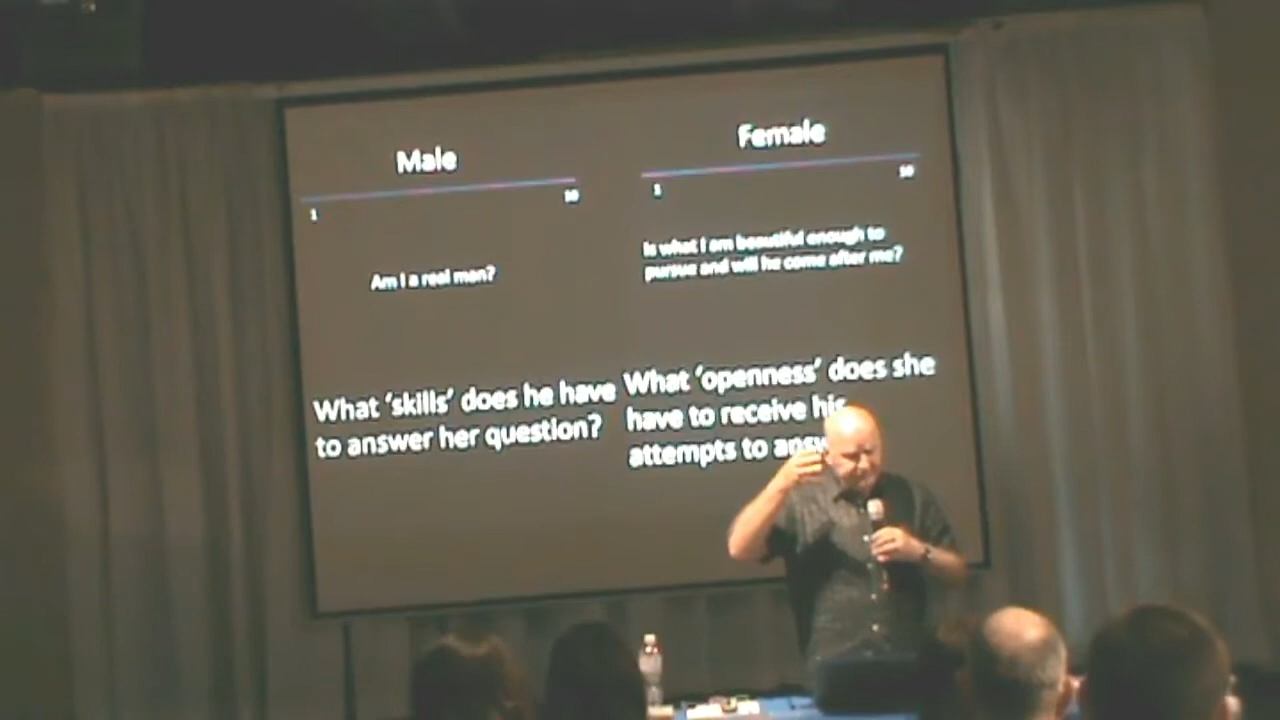 Male
1 10
Am I a real man?
What 'skills' does he have
to answer her question?
Female
1 10
Is what I am beautiful enough to
pursue and will he come after me?
What 'openness' does she
have to receive his
attempts to